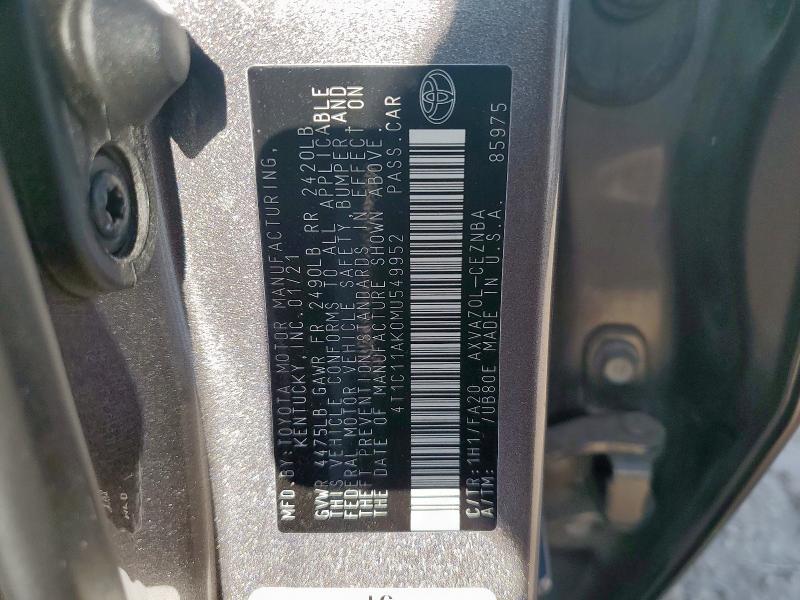 MFD.BY:TOYOTA MOTOR MANUFACTURING,
KENTUCKY, INC. 01/21
GVWR 4475LB GAWR FR 2490LB RR 2420LB
THIS VEHICLE CONFORMS TO ALL APPLICABLE
FEDERAL MOTOR VEHICLE SAFETY, BUMPER, AND
THEFT PREVENTION STANDARDS IN EFFECT ON
THE DATE OF MANUFACTURE SHOWN ABOVE.
4T1C11AK0MU549952 PASS.CAR
C/TR:1H1/FA20 AXVA70L-CEZNBA
A/TM: /UB80E MADE IN U.S.A.
85975